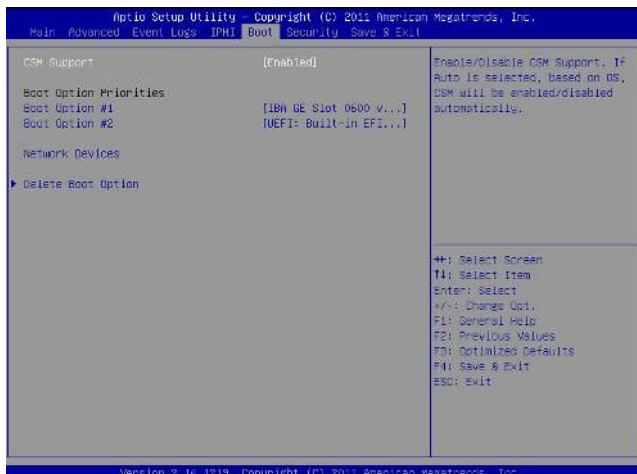 Aptio Setup Utility – Copyright (C) 2011 American Megatrends, Inc.
Main Advanced Event Logs IPMI Boot Security Save & Exit
CSM Support [Enabled]
Boot Option Priorities
Boot Option #1 [IBA GE Slot 0600 v...]
Boot Option #2 [UEFI: Built-in EFI...]
Network Devices
Delete Boot Option
Enable/Disable CSM Support. If
Auto is selected, based on OS,
CSM will be enabled/disabled
automatically.
→←: Select Screen
↑↓: Select Item
Enter: Select
+/-: Change Opt.
F1: General Help
F2: Previous Values
F3: Optimized Defaults
F4: Save & Exit
ESC: Exit
Version 2.14.1219. Copyright (C) 2011 American Megatrends, Inc.